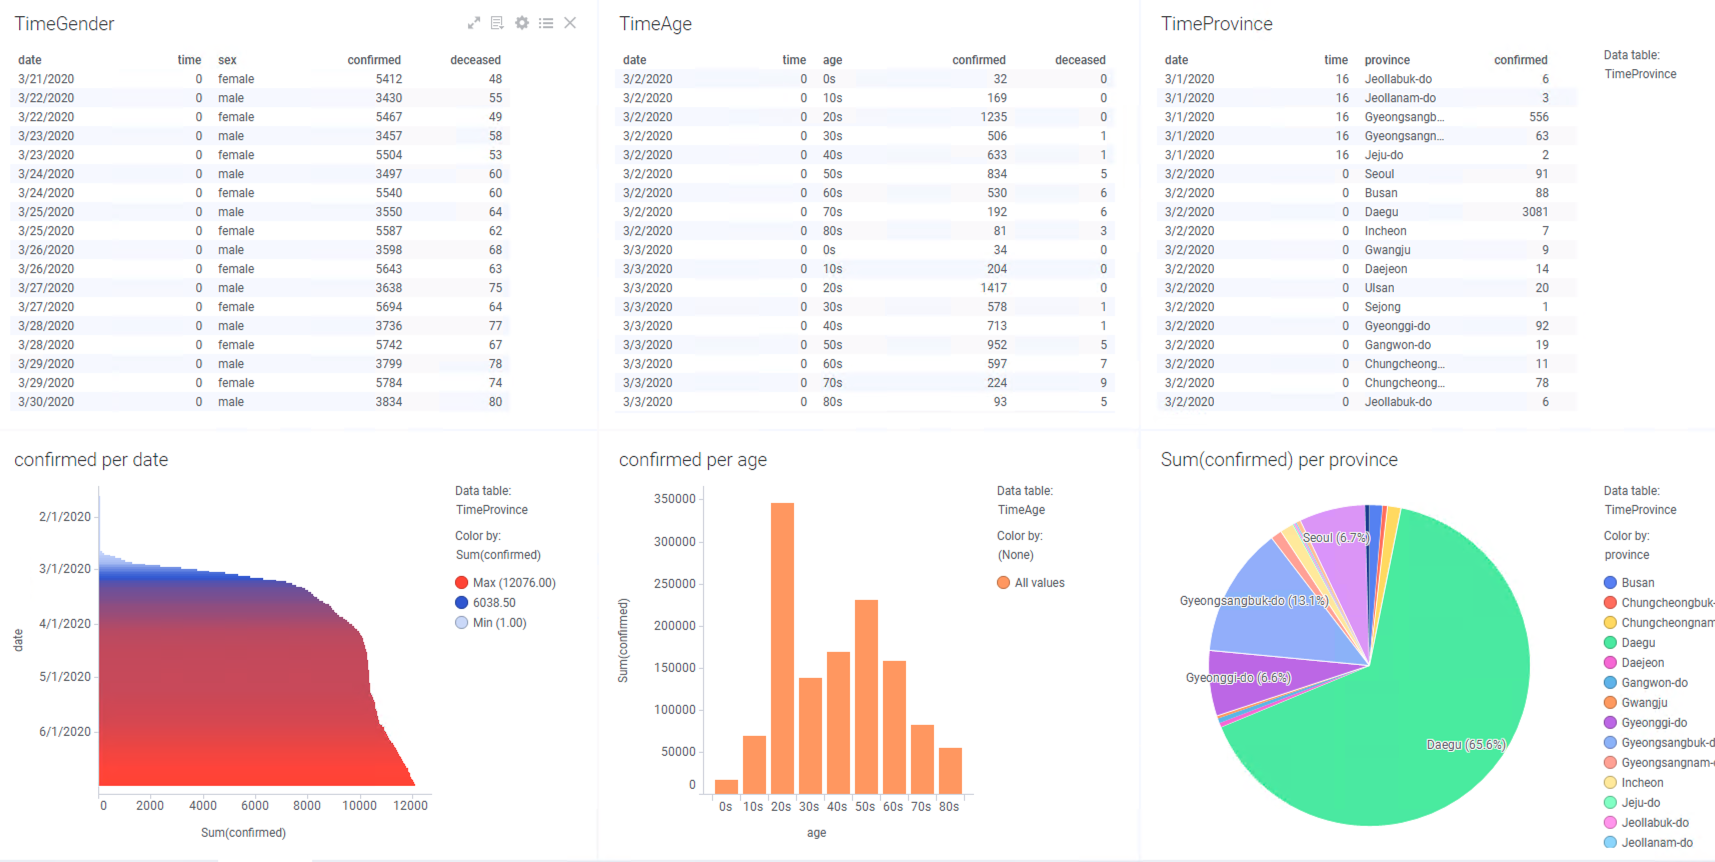 TimeGender
date time sex confirmed deceased
3/21/2020 0 female 5412 48
3/22/2020 0 male 3430 55
3/22/2020 0 female 5467 49
3/23/2020 0 male 3457 58
3/23/2020 0 female 5504 53
3/24/2020 0 male 3497 60
3/24/2020 0 female 5540 60
3/25/2020 0 male 3550 64
3/25/2020 0 female 5587 62
3/26/2020 0 male 3598 68
3/26/2020 0 female 5643 63
3/27/2020 0 male 3638 75
3/27/2020 0 female 5694 64
3/28/2020 0 male 3736 77
3/28/2020 0 female 5742 67
3/29/2020 0 male 3799 78
3/29/2020 0 female 5784 74
3/30/2020 0 male 3834 80
TimeAge
date time age confirmed deceased
3/2/2020 0 0s 32 0
3/2/2020 0 10s 169 0
3/2/2020 0 20s 1235 0
3/2/2020 0 30s 506 1
3/2/2020 0 40s 633 1
3/2/2020 0 50s 834 5
3/2/2020 0 60s 530 6
3/2/2020 0 70s 192 6
3/2/2020 0 80s 81 3
3/3/2020 0 0s 34 0
3/3/2020 0 10s 204 0
3/3/2020 0 20s 1417 0
3/3/2020 0 30s 578 1
3/3/2020 0 40s 713 1
3/3/2020 0 50s 952 5
3/3/2020 0 60s 597 7
3/3/2020 0 70s 224 9
3/3/2020 0 80s 93 5
TimeProvince
date time province confirmed
3/1/2020 16 Jeollabuk-do 6
3/1/2020 16 Jeollanam-do 3
3/1/2020 16 Gyeongsangb... 556
3/1/2020 16 Gyeongsangn... 63
3/1/2020 16 Jeju-do 2
3/2/2020 0 Seoul 91
3/2/2020 0 Busan 88
3/2/2020 0 Daegu 3081
3/2/2020 0 Incheon 7
3/2/2020 0 Gwangju 9
3/2/2020 0 Daejeon 14
3/2/2020 0 Ulsan 20
3/2/2020 0 Sejong 1
3/2/2020 0 Gyeonggi-do 92
3/2/2020 0 Gangwon-do 19
3/2/2020 0 Chungcheong... 11
3/2/2020 0 Chungcheong... 78
3/2/2020 0 Jeollabuk-do 6
Data table:
TimeProvince
confirmed per date
2/1/2020
3/1/2020
4/1/2020
5/1/2020
6/1/2020
date
0 2000 4000 6000 8000 10000 12000
Sum(confirmed)
Data table:
TimeProvince
Color by:
Sum(confirmed)
Max (12076.00)
6038.50
Min (1.00)
confirmed per age
350000
300000
250000
200000
150000
100000
50000
0
Sum(confirmed)
0s 10s 20s 30s 40s 50s 60s 70s 80s
age
Data table:
TimeAge
Color by:
(None)
All values
Sum(confirmed) per province
Seoul (6.7%)
Gyeongsangbuk-do (13.1%)
Gyeonggi-do (6.6%)
Daegu (65.6%)
Data table:
TimeProvince
Color by:
province
Busan
Chungcheongbuk-
Chungcheongnam
Daegu
Daejeon
Gangwon-do
Gwangju
Gyeonggi-do
Gyeongsangbuk-d
Gyeongsangnam-
Incheon
Jeju-do
Jeollabuk-do
Jeollanam-do